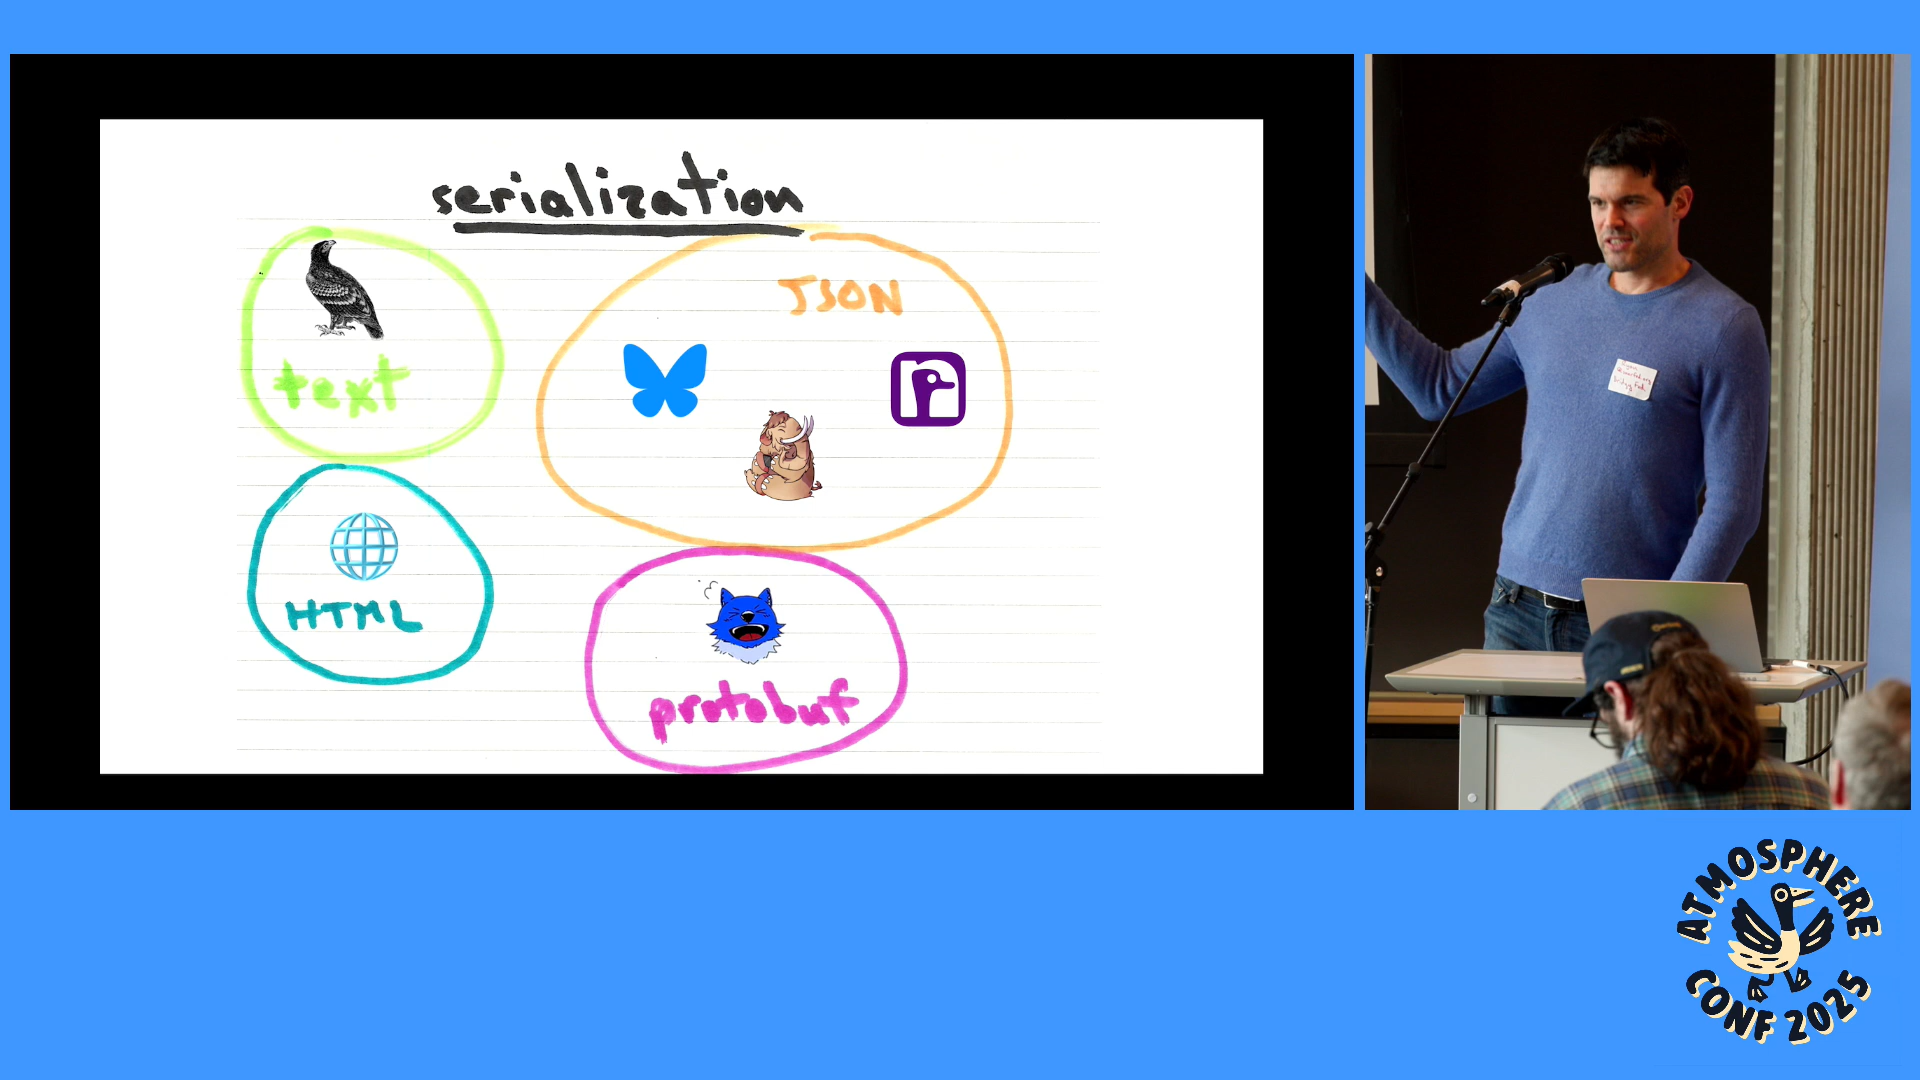 serialization
text
JSON
HTML
protobuf
ATMOSPHERE
CONF 2025